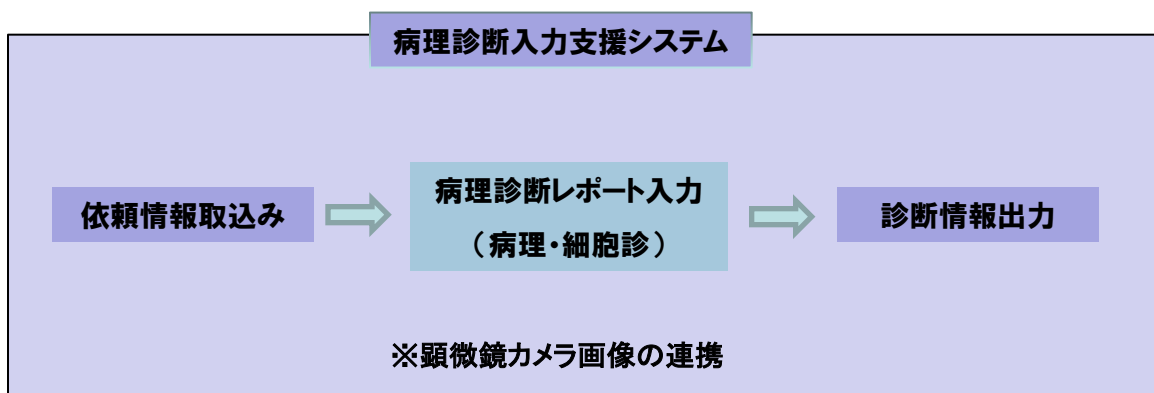 病理診断入力支援システム
依頼情報取込み
病理診断レポート入力
（病理・細胞診）
診断情報出力
※顕微鏡カメラ画像の連携